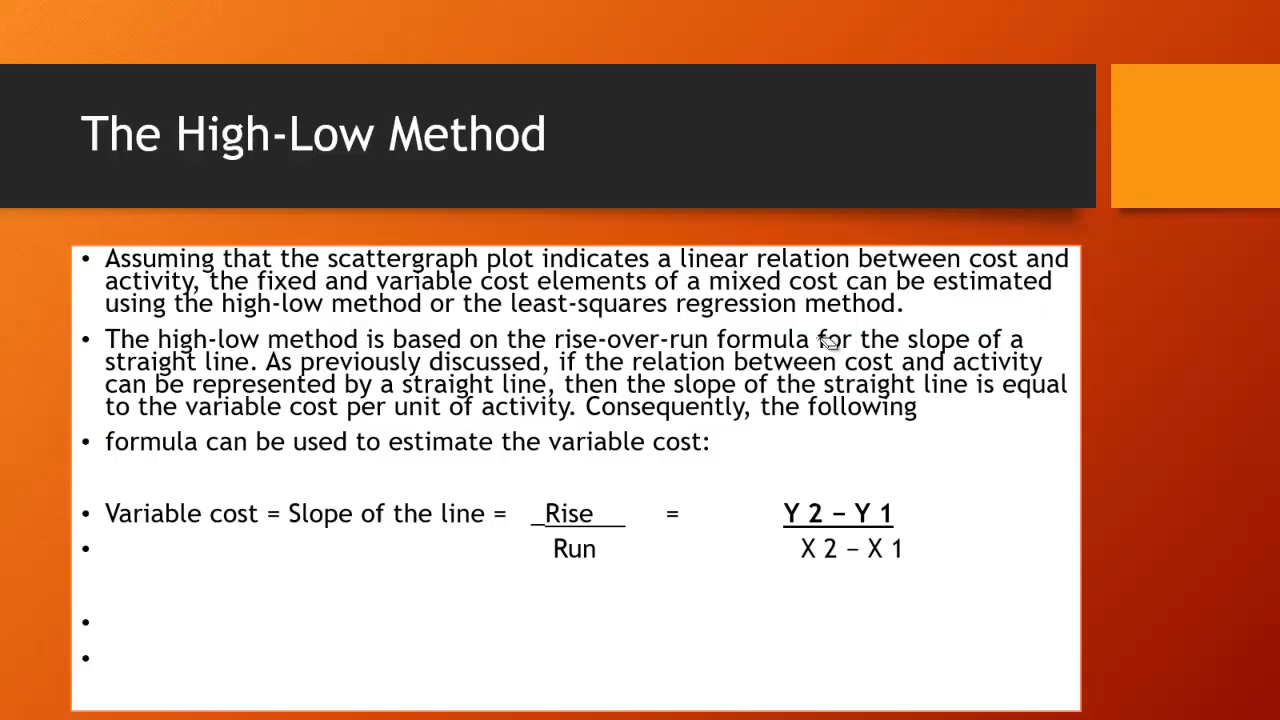 The High-Low Method
• Assuming that the scattergraph plot indicates a linear relation between cost and
activity, the fixed and variable cost elements of a mixed cost can be estimated
using the high-low method or the least-squares regression method.
• The high-low method is based on the rise-over-run formula for the slope of a
straight line. As previously discussed, if the relation between cost and activity
can be represented by a straight line, then the slope of the straight line is equal
to the variable cost per unit of activity. Consequently, the following
• formula can be used to estimate the variable cost:
• Variable cost = Slope of the line = _Rise__ = Y 2 – Y 1
• Run X 2 – X 1
•
•